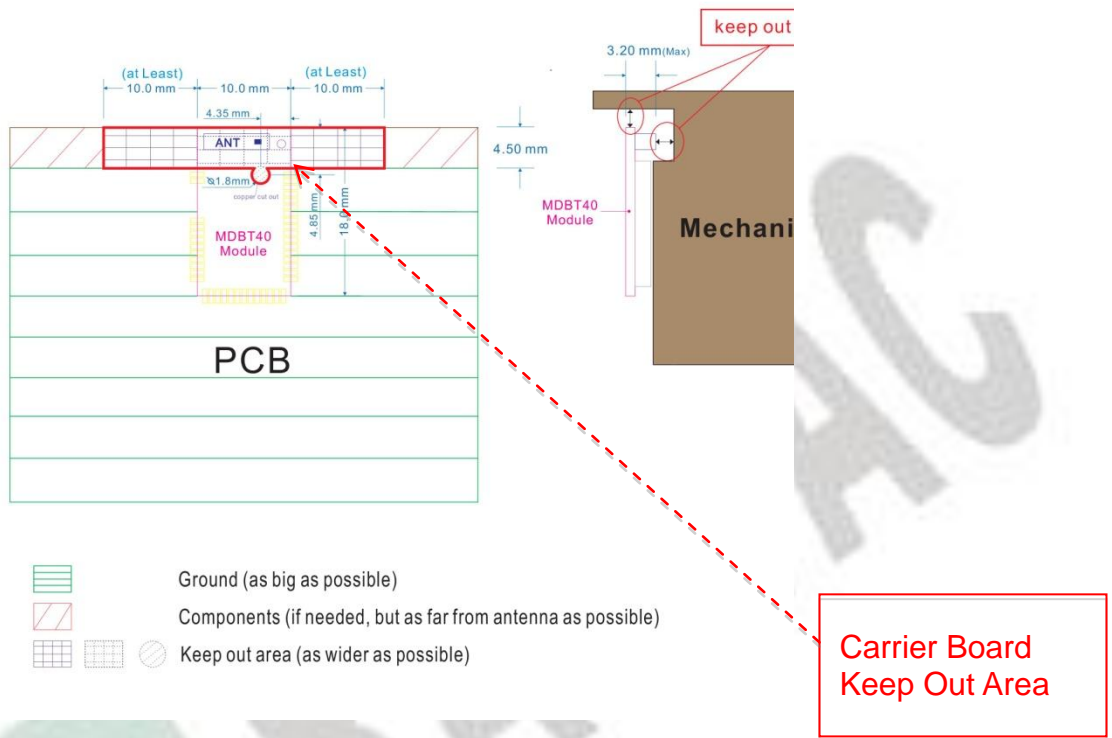 keep out
3.20 mm(Max)
(at Least)
(at Least)
10.0 mm
10.0 mm
10.0 mm
4.35 mm
ANT
4.50 mm
Ø1.8mm
copper cut out
4.85 mm
18.0 mm
MDBT40
Module
MDBT40
Module
Mechani
PCB
Ground (as big as possible)
Components (if needed, but as far from antenna as possible)
Keep out area (as wider as possible)
Carrier Board
Keep Out Area